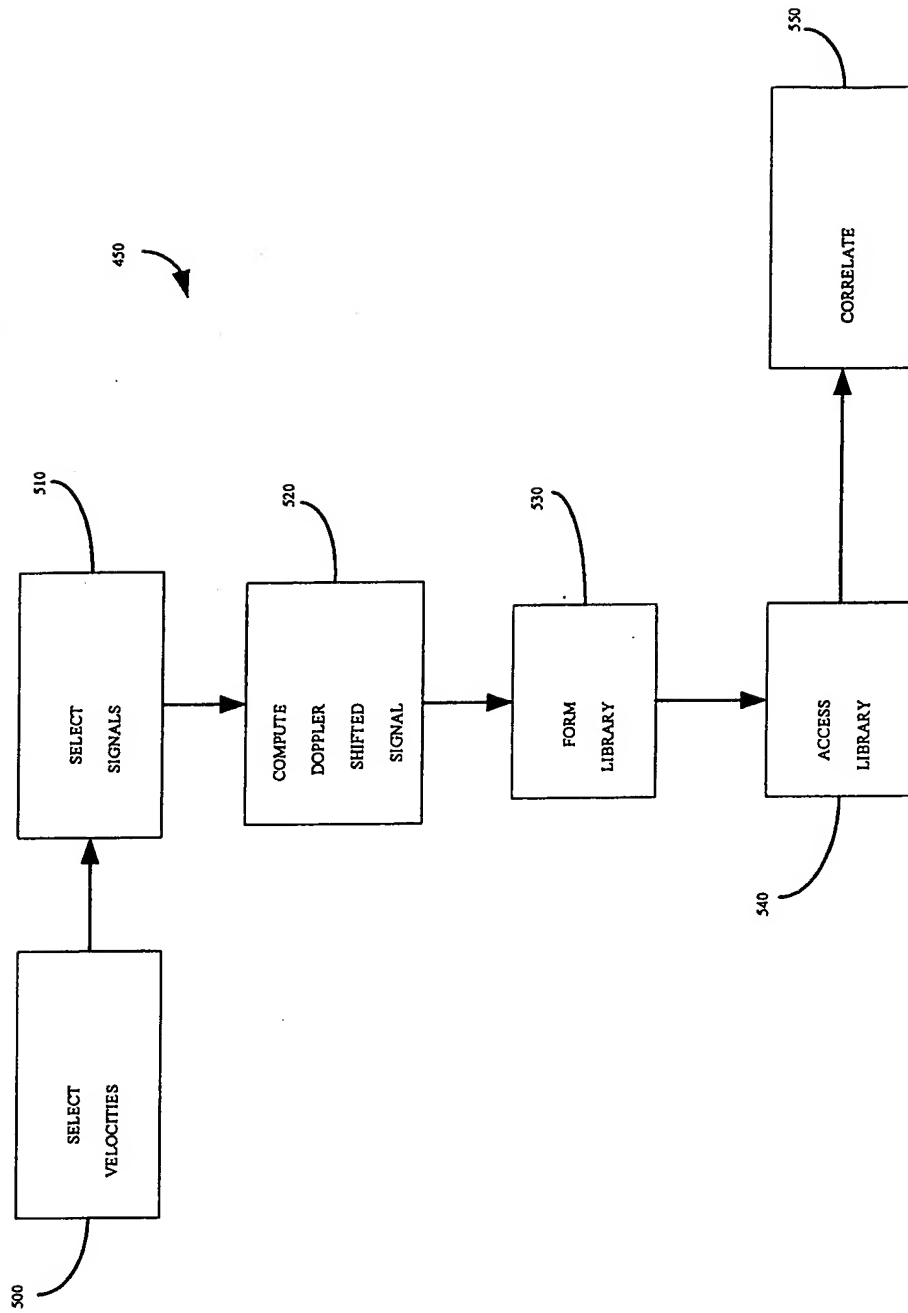 500
SELECT
VELOCITIES
510
SELECT
SIGNALS
450
520
COMPUTE
DOPPLER
SHIFTED
SIGNAL
530
FORM
LIBRARY
540
ACCESS
LIBRARY
550
CORRELATE